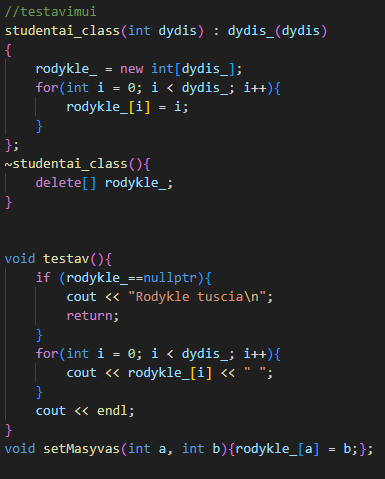 //testavimui
studentai_class(int dydis) : dydis_(dydis)
{
    rodykle_ = new int[dydis_];
    for(int i = 0; i < dydis_; i++){
        rodykle_[i] = i;
    }
};
~studentai_class(){
    delete[] rodykle_;
}
void testav(){
    if (rodykle_==nullptr){
        cout << "Rodykle tuscia\n";
        return;
    }
    for(int i = 0; i < dydis_; i++){
        cout << rodykle_[i] << " ";
    }
    cout << endl;
}
void setMasyvas(int a, int b){rodykle_[a] = b;};